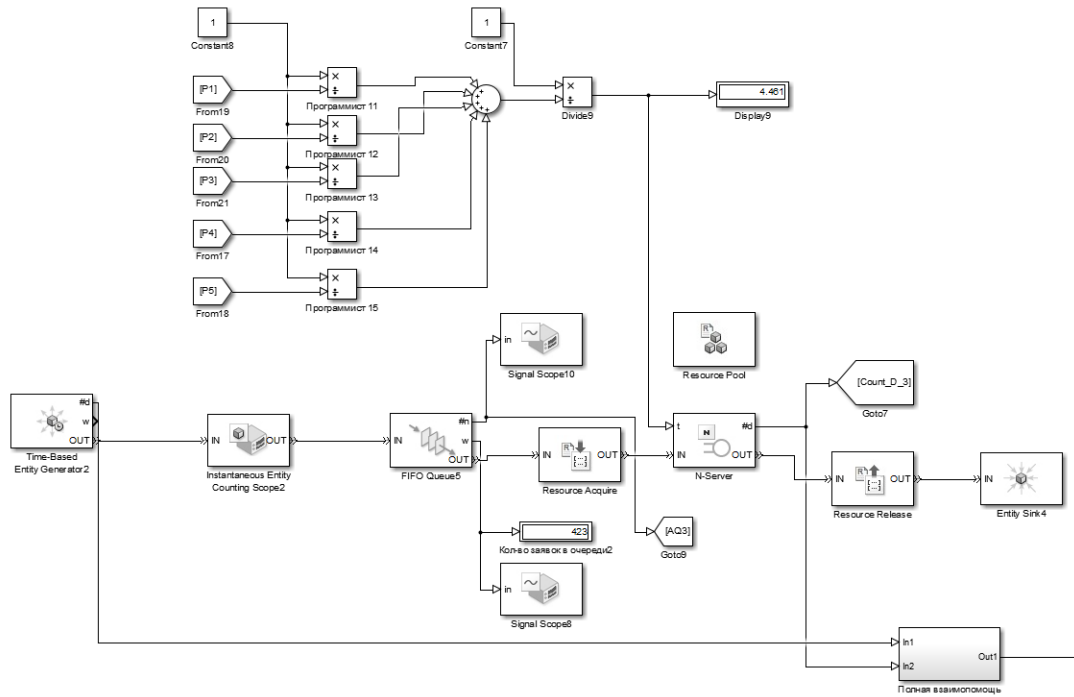 1
Constant8
1
Constant7
[P1]
From19
×
÷
Программист 11
×
÷
Divide9
4.461
Display9
[P2]
From20
×
÷
Программист 12
[P3]
From21
×
÷
Программист 13
[P4]
From17
×
÷
Программист 14
[P5]
From18
×
÷
Программист 15
in
Signal Scope10
Resource Pool
[Count_D_3]
Goto7
#d
w
OUT
Time-Based
Entity Generator2
IN
OUT
Instantaneous Entity
Counting Scope2
IN
#n
w
OUT
FIFO Queue5
IN
OUT
Resource Acquire
t
IN
N
#d
OUT
N-Server
IN
OUT
Resource Release
IN
Entity Sink4
423
Кол-во заявок в очереди2
[AQ3]
Goto9
in
Signal Scope8
In1
In2
Out1
Полная взаимопомощь